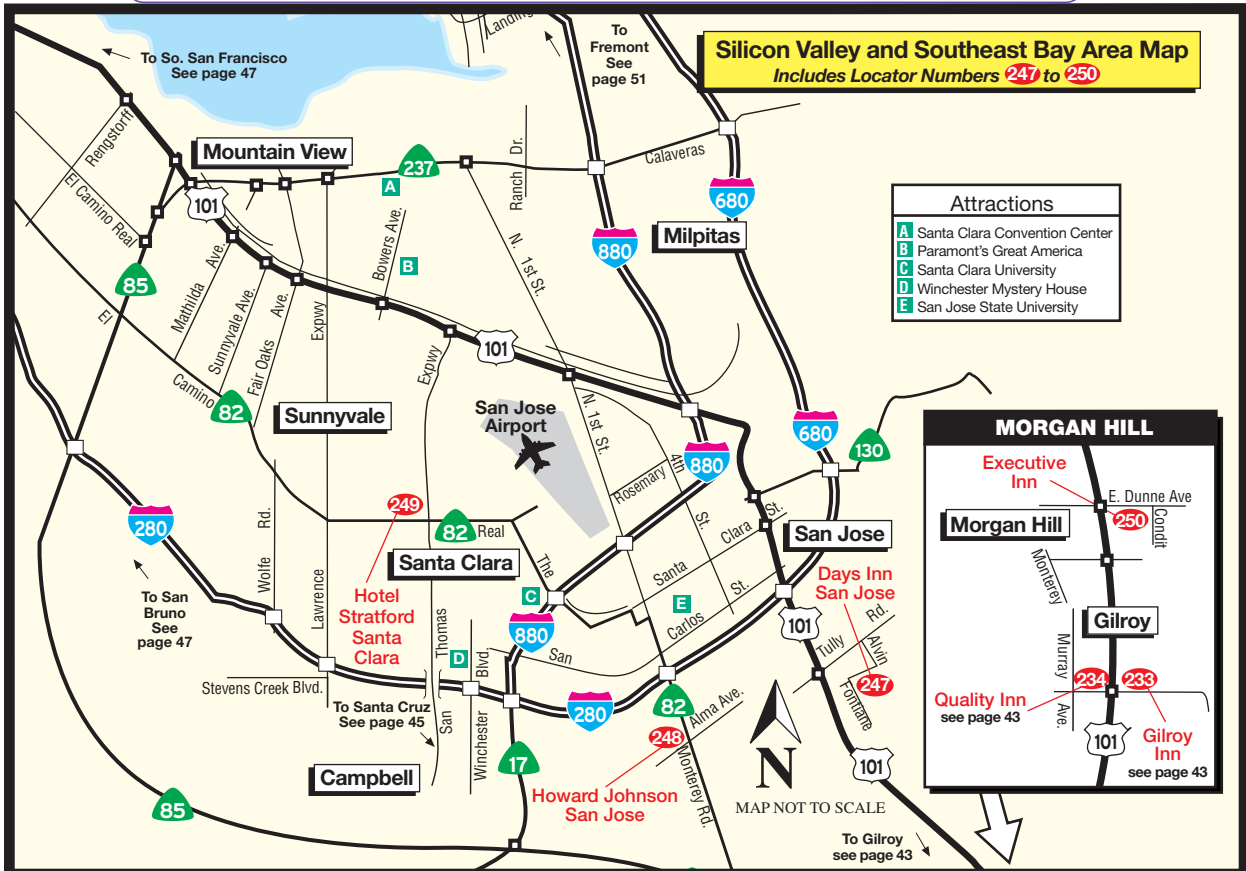 Silicon Valley and Southeast Bay Area Map
Includes Locator Numbers 247 to 250
To So. San Francisco
See page 47
Landing
To
Fremont
See
page 51
Rengstorff
Mountain View
237
A
Ranch Dr.
Calaveras
El Camino Real
101
680
Bowers Ave.
880
Milpitas
B
N. 1st St.
85
Mathilda Ave.
Sunnyvale Ave.
Fair Oaks Ave.
Expwy
Expwy
101
El
Camino
82
Sunnyvale
San Jose
Airport
N. 1st St.
Rosemary
4th
St.
880
680
130
Attractions
A Santa Clara Convention Center
B Paramont's Great America
C Santa Clara University
D Winchester Mystery House
E San Jose State University
280
249
82
Real
Santa Clara
The
Santa
Clara
St.
San Jose
Wolfe
Rd.
Lawrence
Hotel
Stratford
Santa
Clara
Thomas
C
E
Carlos
St.
Days Inn
San Jose
To San
Bruno
See
page 47
880
San
101
Tully
Rd.
Alvin
D
Blvd.
247
Fontiane
Stevens Creek Blvd.
To Santa Cruz
See page 45
San
Winchester
280
82
Alma Ave.
248
Monterey Rd.
Campbell
17
N
MAP NOT TO SCALE
101
Howard Johnson
San Jose
85
To Gilroy
see page 43
MORGAN HILL
Executive
Inn
E. Dunne Ave
250
Condit
Morgan Hill
Monterey
Gilroy
Murray
Ave.
234
233
Quality Inn
see page 43
101
Gilroy
Inn
see page 43